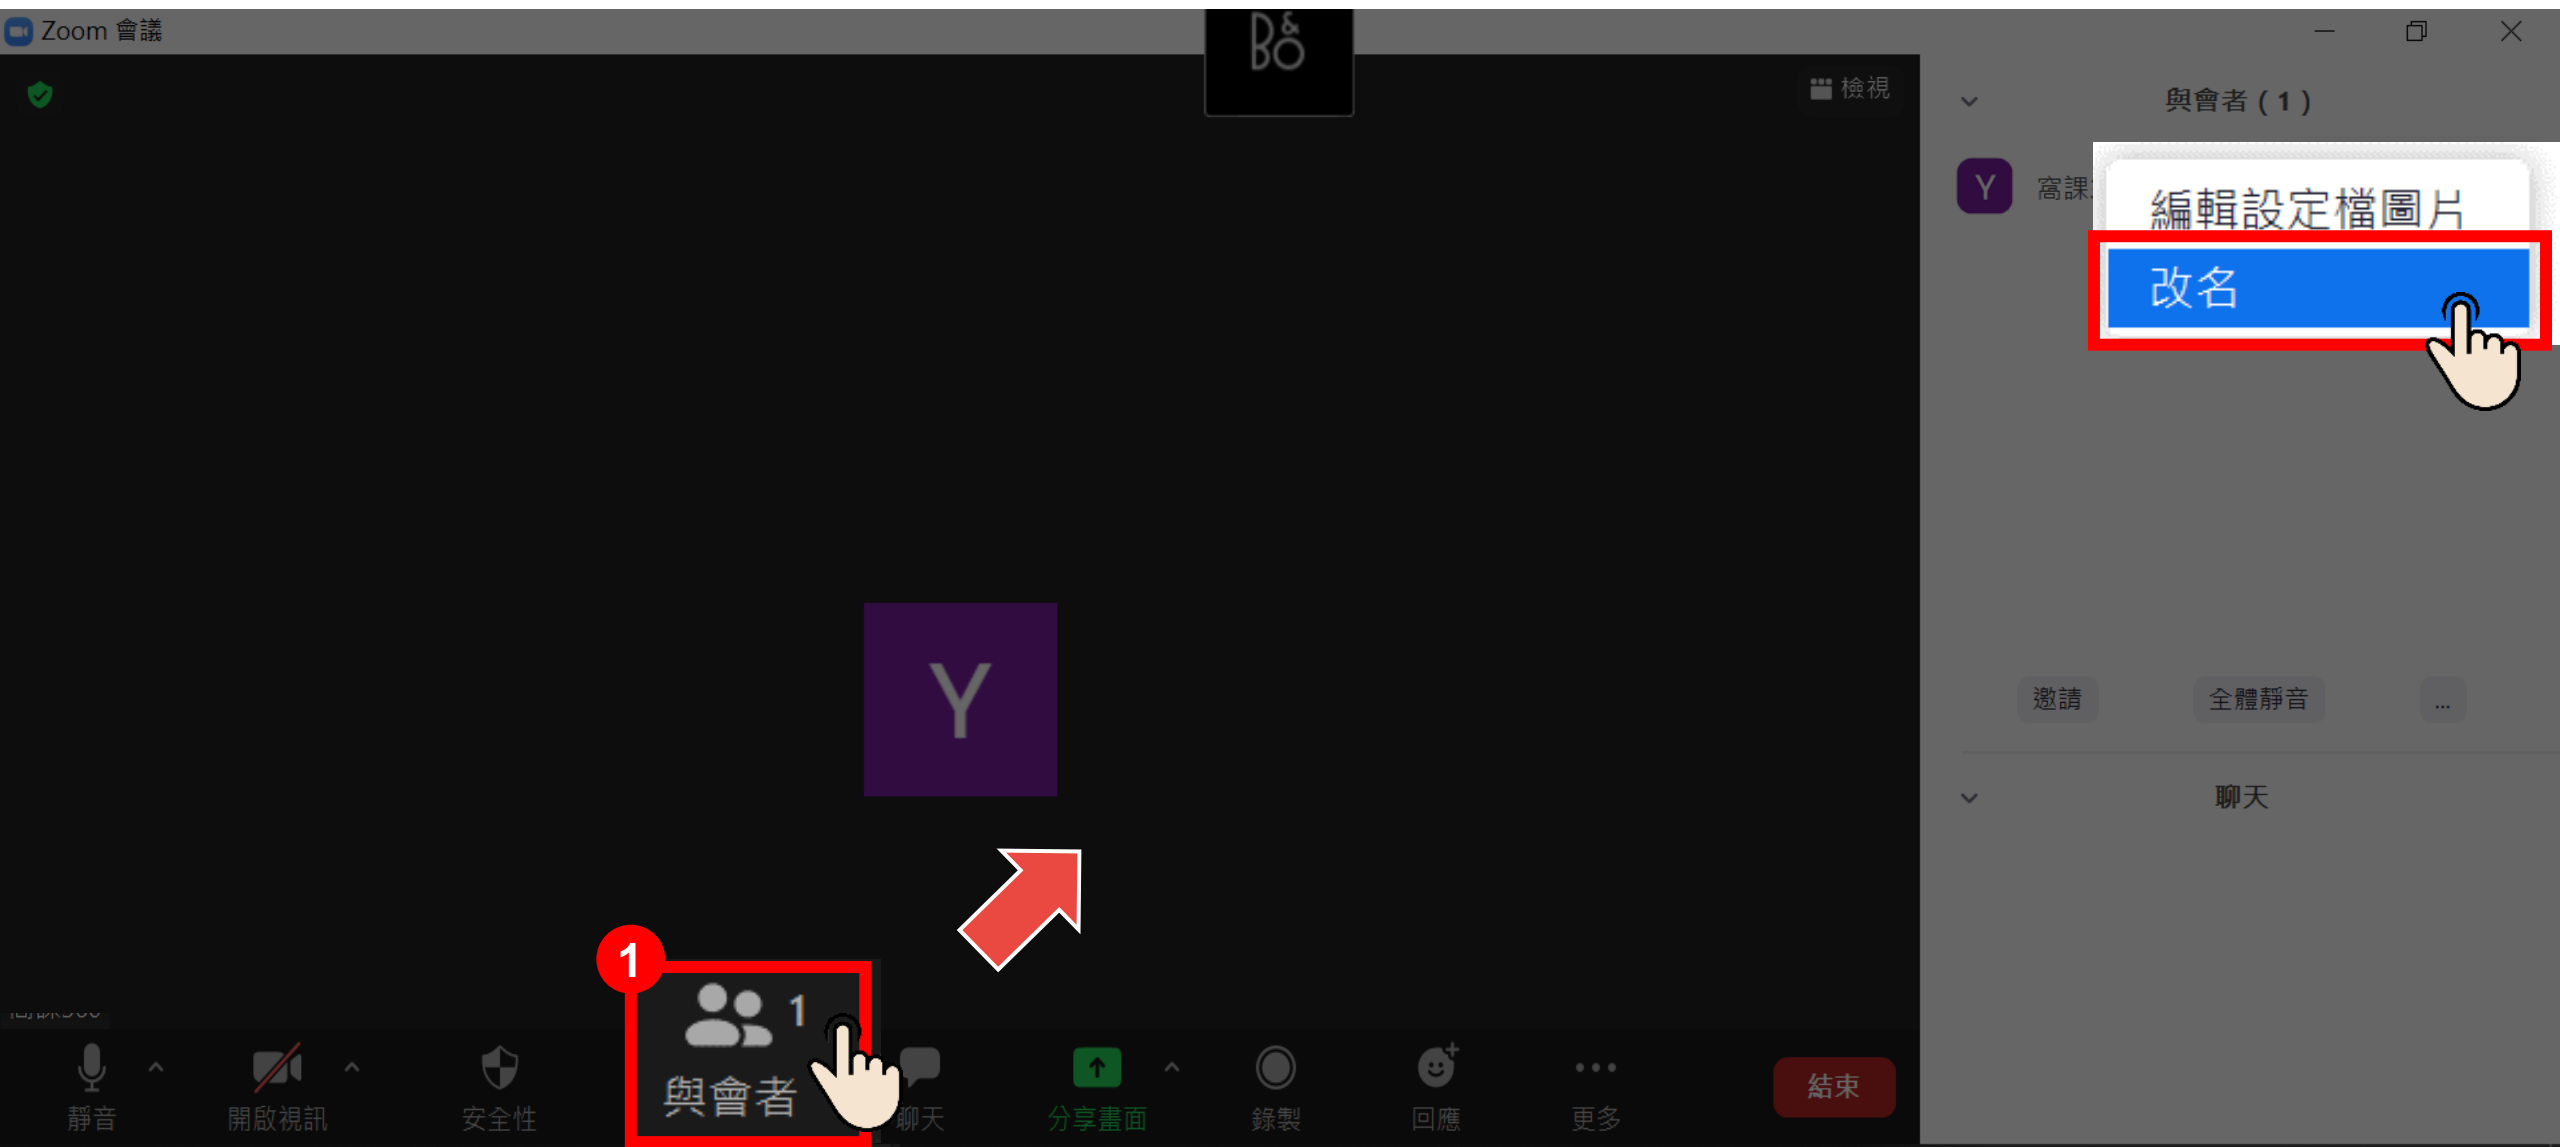 Zoom 會議
B&O
檢視
與會者 ( 1 )
Y
窩課
編輯設定檔圖片
改名
Y
邀請
全體靜音
...
聊天
1
1
與會者
靜音
開啟視訊
安全性
聊天
分享畫面
錄製
回應
更多
結束